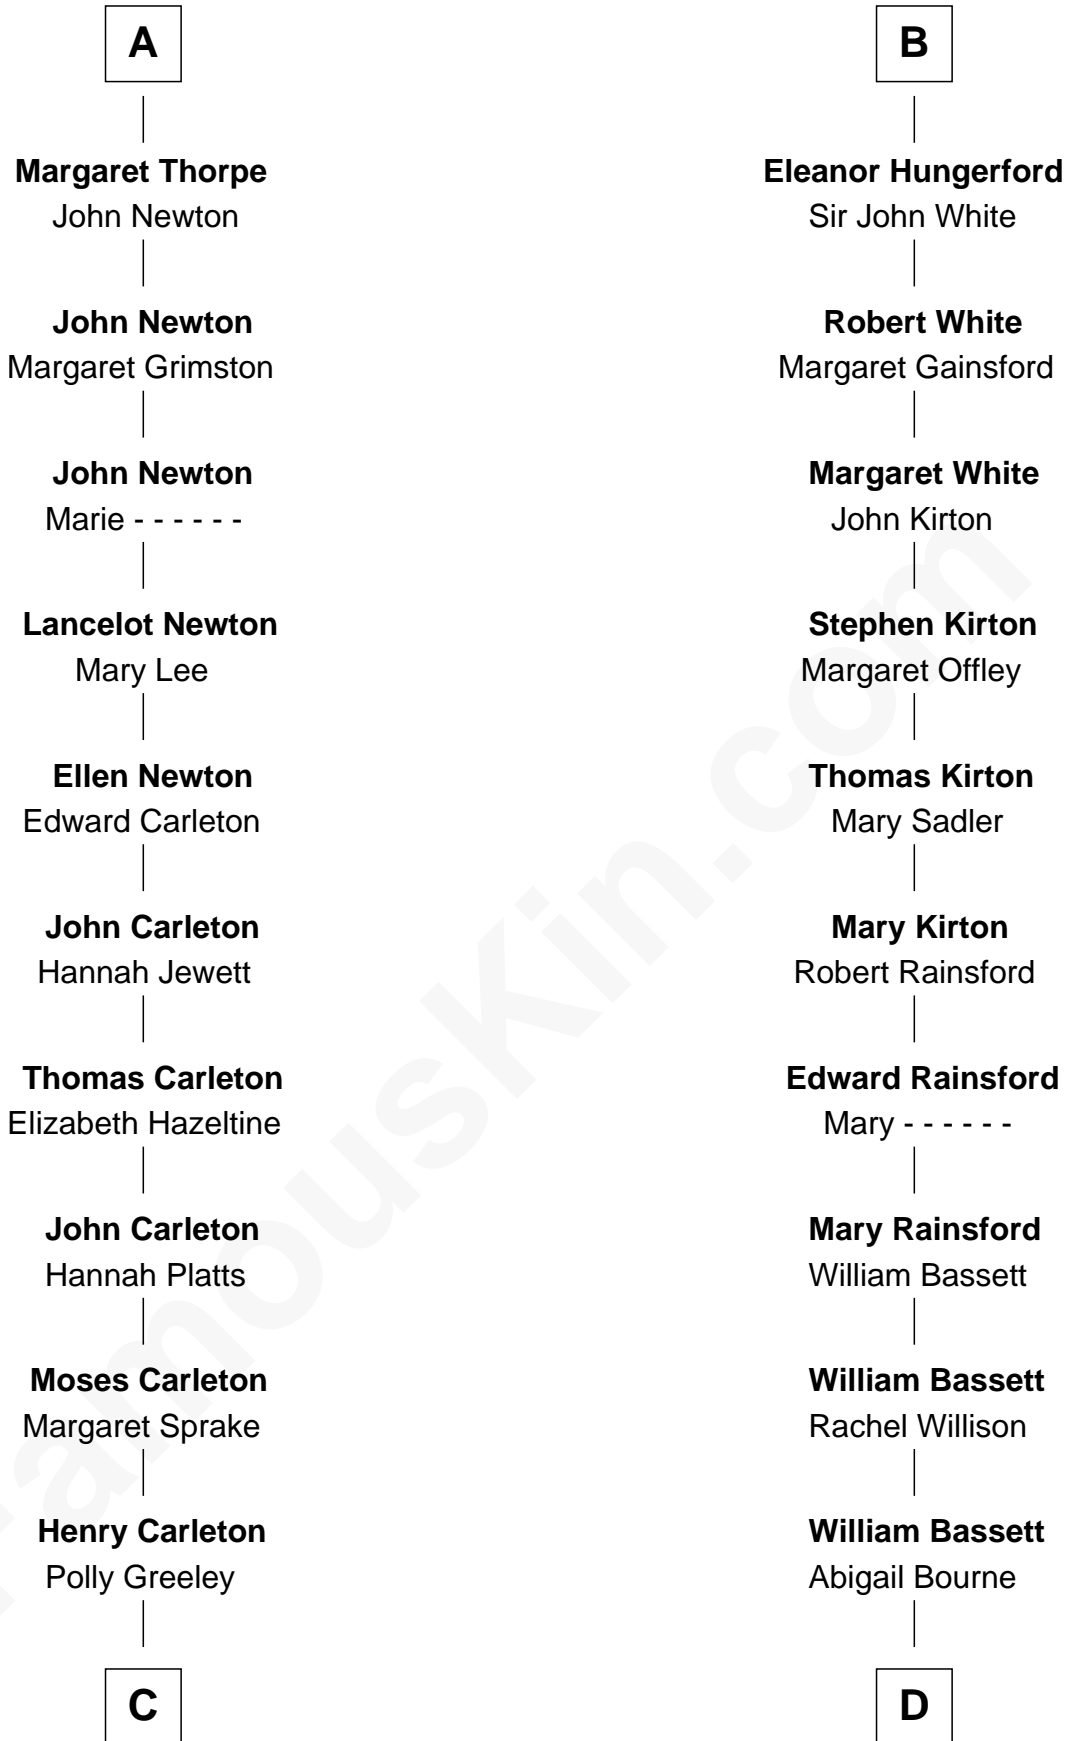 A
Margaret Thorpe
John Newton
John Newton
Margaret Grimston
John Newton
Marie - - - - - -
Lancelot Newton
Mary Lee
Ellen Newton
Edward Carleton
John Carleton
Hannah Jewett
Thomas Carleton
Elizabeth Hazeltine
John Carleton
Hannah Platts
Moses Carleton
Margaret Sprake
Henry Carleton
Polly Greeley
C
B
Eleanor Hungerford
Sir John White
Robert White
Margaret Gainsford
Margaret White
John Kirton
Stephen Kirton
Margaret Offley
Thomas Kirton
Mary Sadler
Mary Kirton
Robert Rainsford
Edward Rainsford
Mary - - - - - -
Mary Rainsford
William Bassett
William Bassett
Rachel Willison
William Bassett
Abigail Bourne
D
FamousKin.com